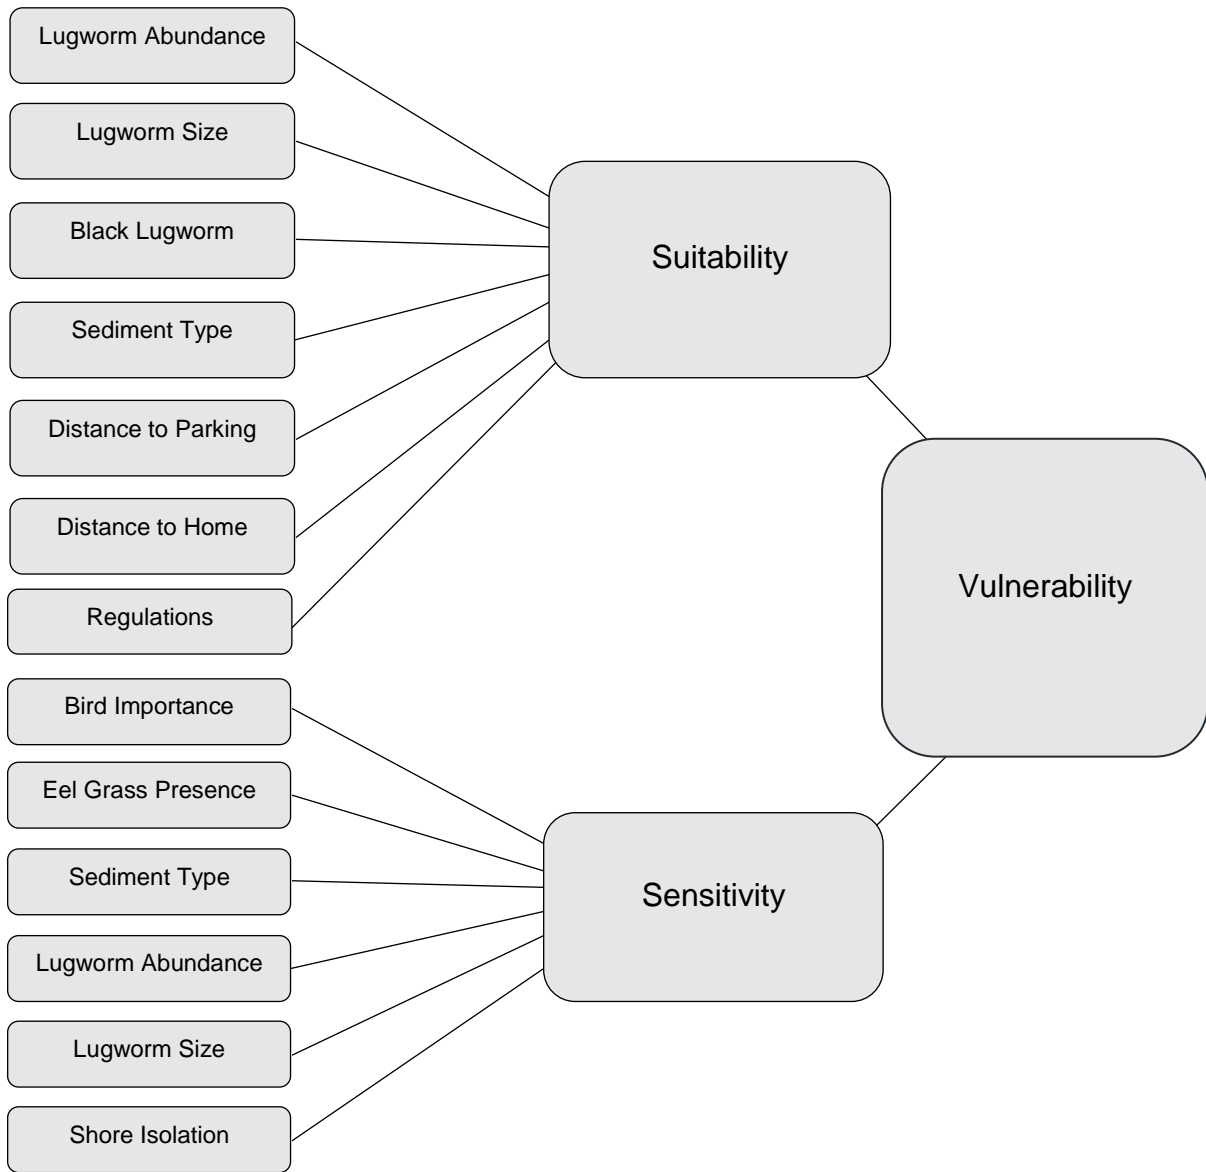 Lugworm Abundance
Lugworm Size
Black Lugworm
Sediment Type
Distance to Parking
Distance to Home
Regulations
Bird Importance
Eel Grass Presence
Sediment Type
Lugworm Abundance
Lugworm Size
Shore Isolation
Suitability
Sensitivity
Vulnerability